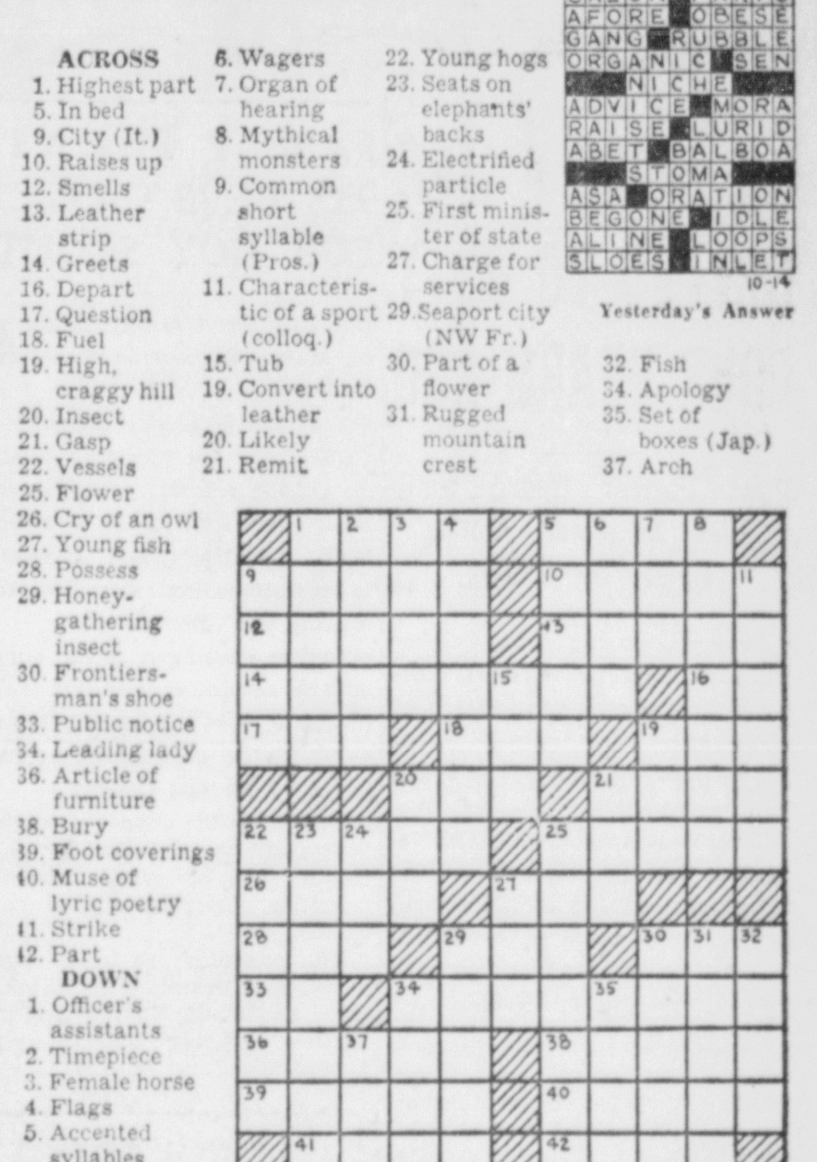 ACROSS
1. Highest part
5. In bed
9. City (It.)
10. Raises up
12. Smells
13. Leather
strip
14. Greets
16. Depart
17. Question
18. Fuel
19. High,
craggy hill
20. Insect
21. Gasp
22. Vessels
25. Flower
26. Cry of an owl
27. Young fish
28. Possess
29. Honey-
gathering
insect
30. Frontiers-
man's shoe
33. Public notice
34. Leading lady
36. Article of
furniture
38. Bury
39. Foot coverings
40. Muse of
lyric poetry
41. Strike
42. Part
DOWN
1. Officer's
assistants
2. Timepiece
3. Female horse
4. Flags
5. Accented
syllables
6. Wagers
7. Organ of
hearing
8. Mythical
monsters
9. Common
short
syllable
(Pros.)
11. Characteris-
tic of a sport
(colloq.)
15. Tub
19. Convert into
leather
20. Likely
21. Remit
22. Young hogs
23. Seats on
elephants'
backs
24. Electrified
particle
25. First minis-
ter of state
27. Charge for
services
29. Seaport city
(NW Fr.)
30. Part of a
flower
31. Rugged
mountain
crest
AFORE OBESE
GANG RUBBLE
ORGANIC SEN
NICHE
ADVICE MORA
RAISE LURID
ABET BALBOA
STOMA
ASA ORATION
BEGONE IDLE
ALINE LOOPS
SLOES INLET
10-14
Yesterday's Answer
32. Fish
34. Apology
35. Set of
boxes (Jap.)
37. Arch
1 2 3 4 5 6 7 8
9 10 11
12 13
14 15 16
17 18 19
20 21
22 23 24 25
26 27
28 29 30 31 32
33 34 35
36 37 38
39 40
41 42